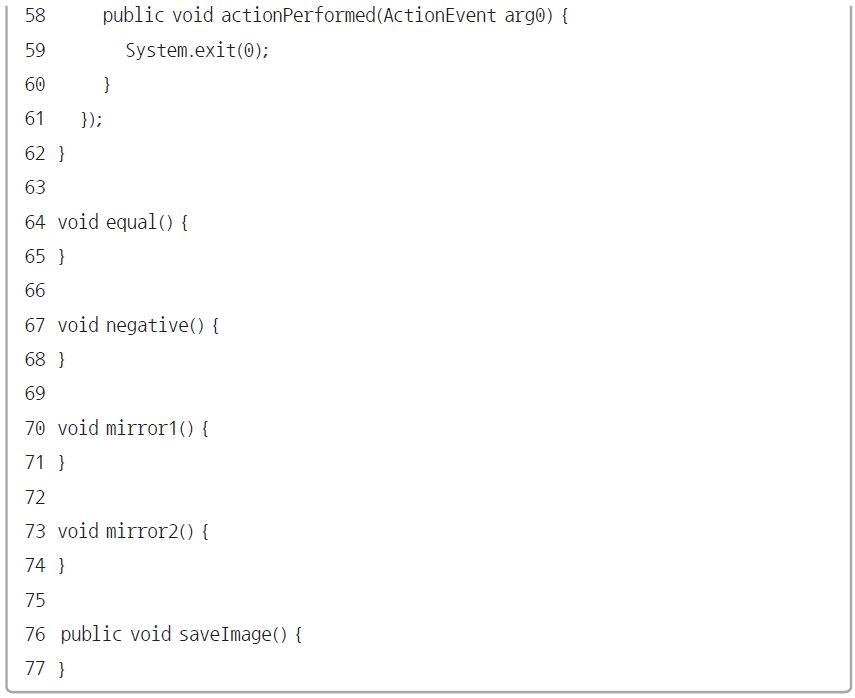 58 public void actionPerformed(ActionEvent arg0) {
59 System.exit(0);
60 }
61 });
62 }
63
64 void equal() {
65 }
66
67 void negative() {
68 }
69
70 void mirror1() {
71 }
72
73 void mirror2() {
74 }
75
76 public void saveImage() {
77 }